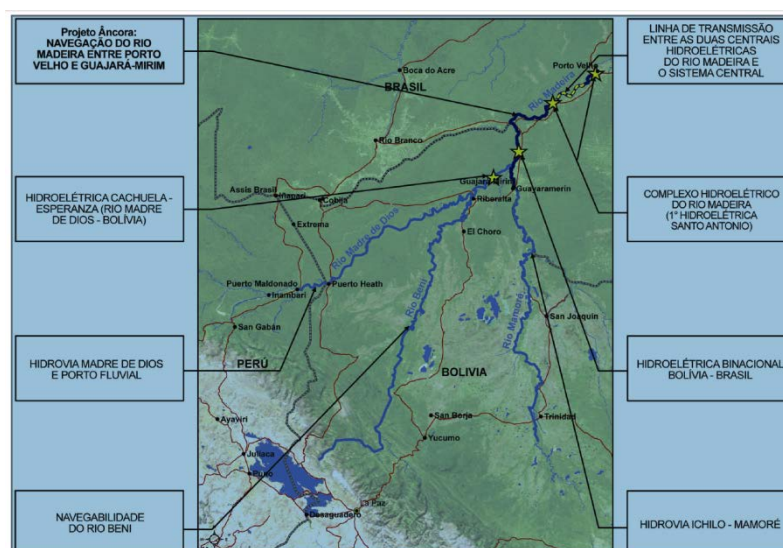 Projeto Âncora:
NAVEGAÇÃO DO RIO
MADEIRA ENTRE PORTO
VELHO E GUAJARÁ-MIRIM
HIDROELÉTRICA CACHUELA -
ESPERANZA (RIO MADRE
DE DIOS - BOLÍVIA)
HIDROVIA MADRE DE DIOS
E PORTO FLUVIAL
NAVEGABILIDADE
DO RIO BENI
Boca do Acre
BRASIL
Porto Velho
Rio Madeira
Rio Branco
Assis Brasil
Iñapari
Cobija
Extrema
Guajaramirin
Guayaramerin
Riberalta
El Choro
Rio Madre de Dios
Puerto Maldonado
Puerto Heath
Inambari
San Gabán
Rio Beni
Rio Mamoré
San Joaquin
PERÚ
BOLIVIA
San Borja
Trinidad
Yucumo
Ayaviri
Juliaca
Puno
La Paz
Desaguadero
LINHA DE TRANSMISSÃO
ENTRE AS DUAS CENTRAIS
HIDROELÉTRICAS
DO RIO MADEIRA E
O SISTEMA CENTRAL
COMPLEXO HIDROELÉTRICO
DO RIO MADEIRA
(1° HIDROELÉTRICA
SANTO ANTONIO)
HIDROELÉTRICA BINACIONAL
BOLÍVIA - BRASIL
HIDROVIA ICHILO - MAMORÉ